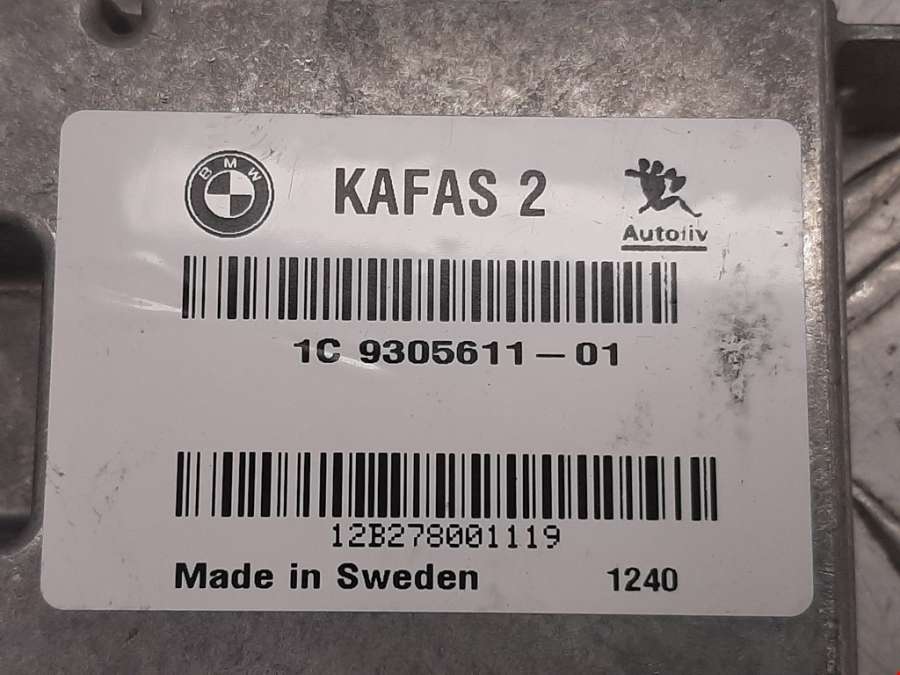 BMW
KAFAS 2
Autoliv
1C 9305611-01
12B278001119
Made in Sweden 1240